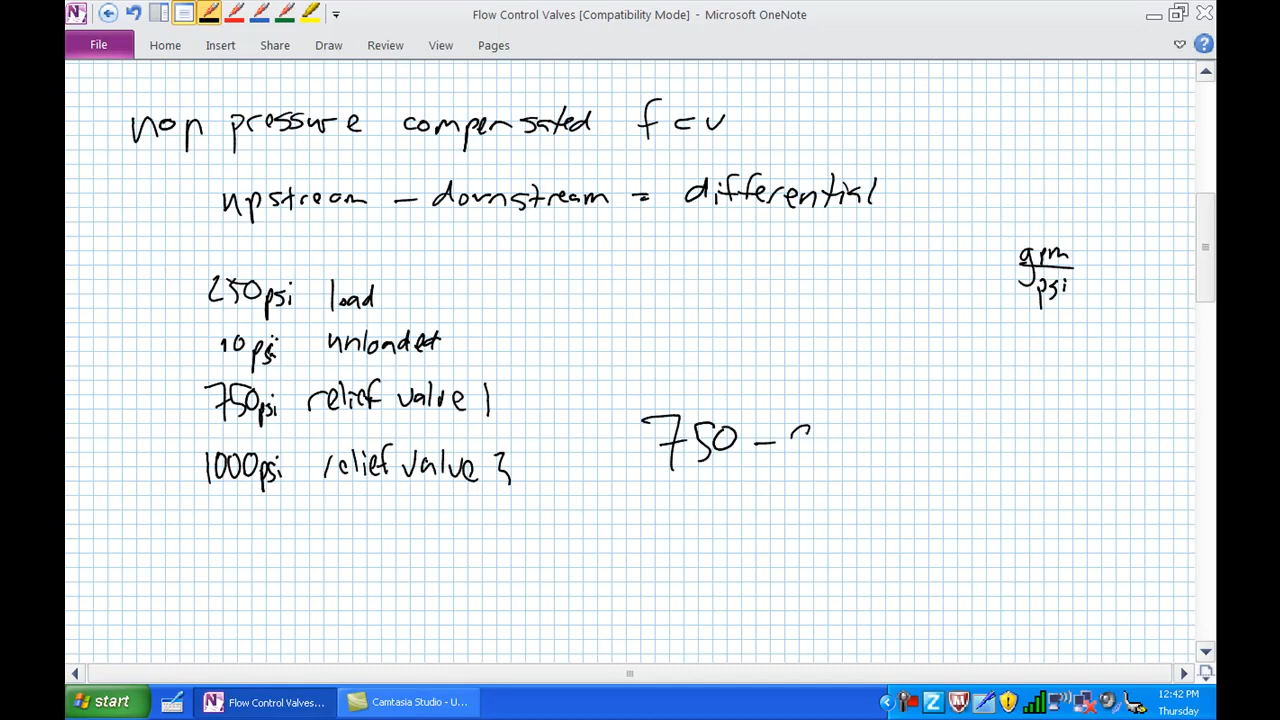 Flow Control Valves [Compatibility Mode] - Microsoft OneNote
File Home Insert Share Draw Review View Pages
non pressure compensated fcv
upstream - downstream = differential
gpm
psi
250psi load
10 psi unloaded
750psi relief valve 1
750 -
1000psi relief valve 2
start
Flow Control Valves...
Camtasia Studio - U...
12:42 PM
Thursday